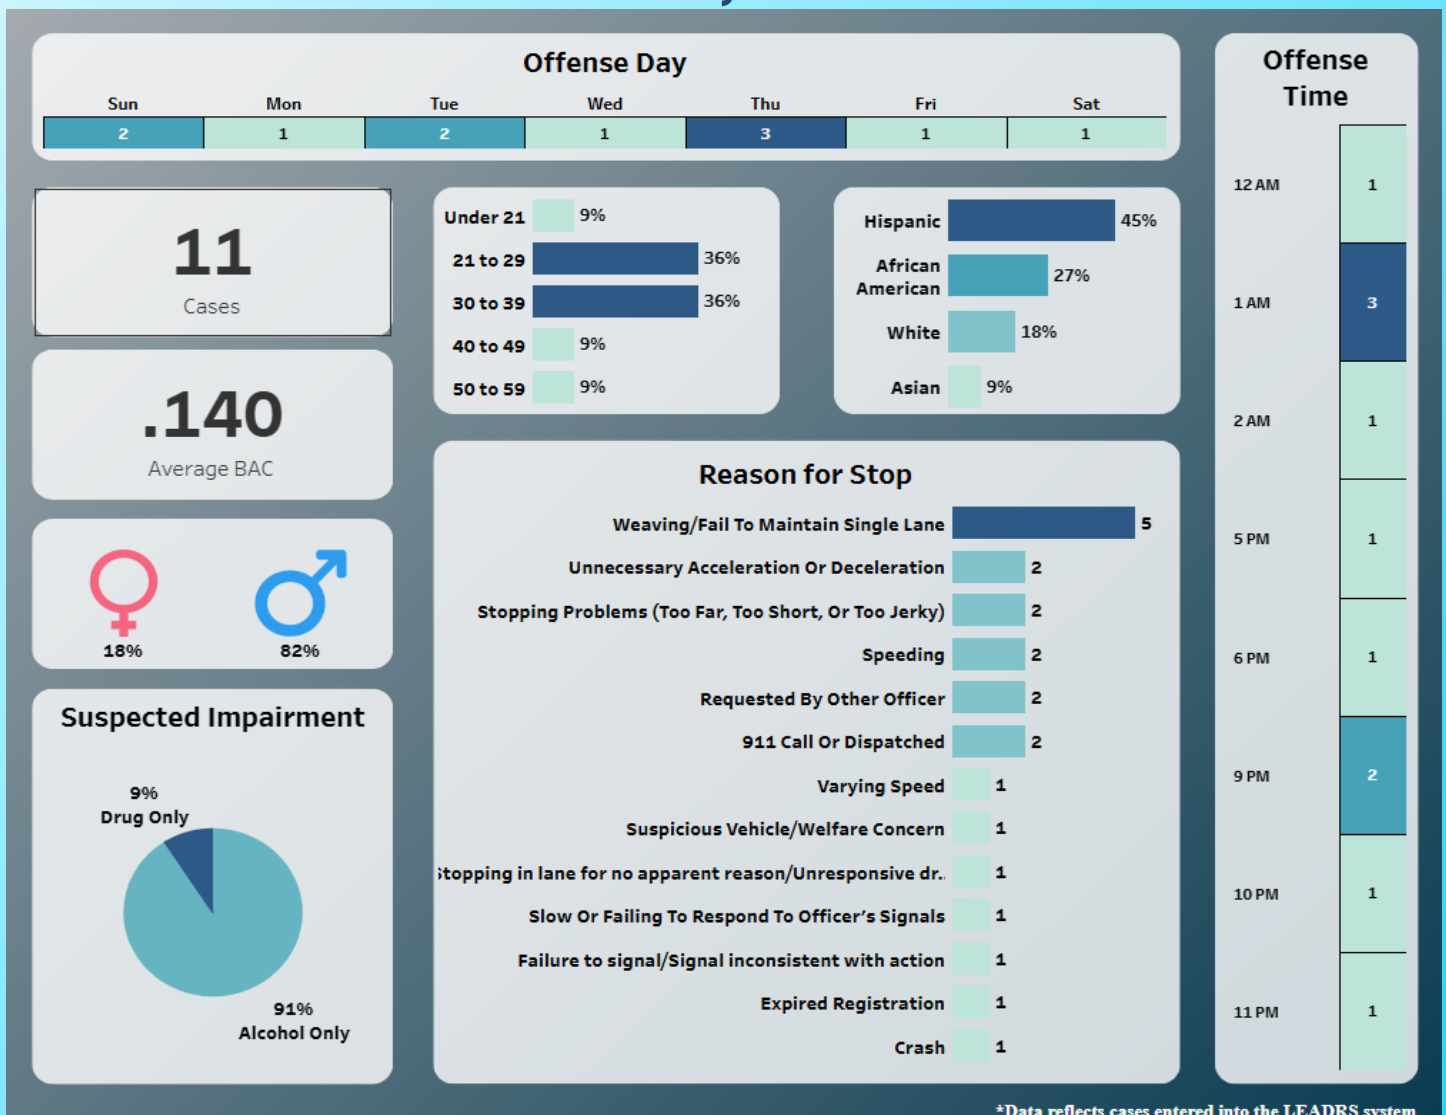 Offense Day
Sun Mon Tue Wed Thu Fri Sat
2 1 2 1 3 1 1
11
Cases
.140
Average BAC
18% 82%
Suspected Impairment
9%
Drug Only
91%
Alcohol Only
Under 21 9%
21 to 29 36%
30 to 39 36%
40 to 49 9%
50 to 59 9%
Hispanic 45%
African
American 27%
White 18%
Asian 9%
Reason for Stop
Weaving/Fail To Maintain Single Lane 5
Unnecessary Acceleration Or Deceleration 2
Stopping Problems (Too Far, Too Short, Or Too Jerky) 2
Speeding 2
Requested By Other Officer 2
911 Call Or Dispatched 2
Varying Speed 1
Suspicious Vehicle/Welfare Concern 1
Stopping in lane for no apparent reason/Unresponsive dr.. 1
Slow Or Failing To Respond To Officer’s Signals 1
Failure to signal/Signal inconsistent with action 1
Expired Registration 1
Crash 1
Offense
Time
12 AM 1
1 AM 3
2 AM 1
5 PM 1
6 PM 1
9 PM 2
10 PM 1
11 PM 1
*Data reflects cases entered into the LEADRS system